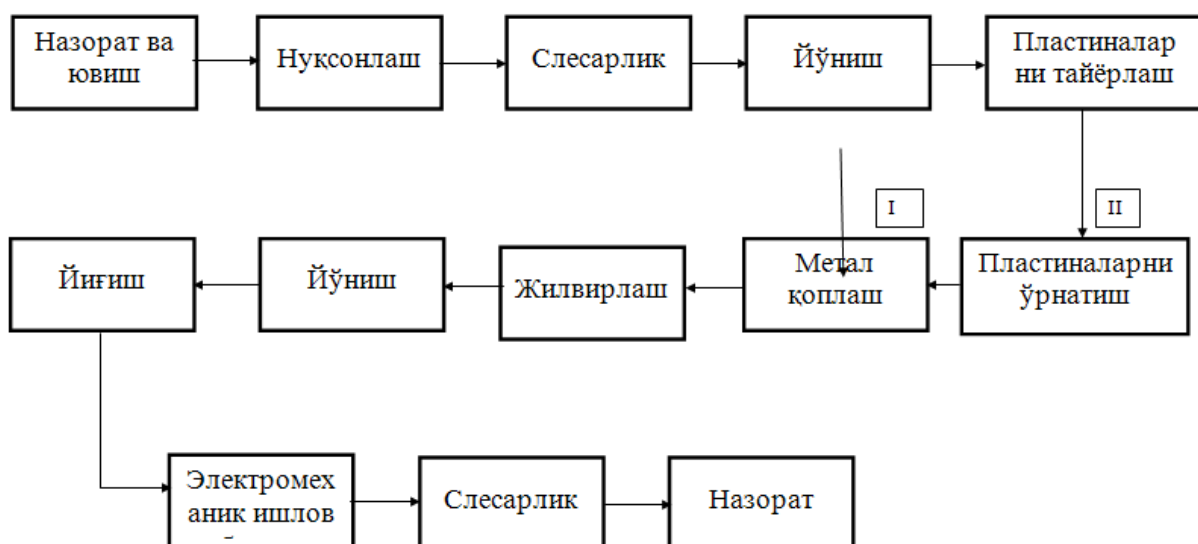 Назорат ва
ювиш
Нуқсонлаш
Слесарлик
Йўниш
Пластиналар
ни тайёрлаш
I
II
Йиғиш
Йўниш
Жилвирлаш
Метал
қоплаш
Пластиналарни
ўрнатиш
Электромех
аник ишлов
Слесарлик
Назорат